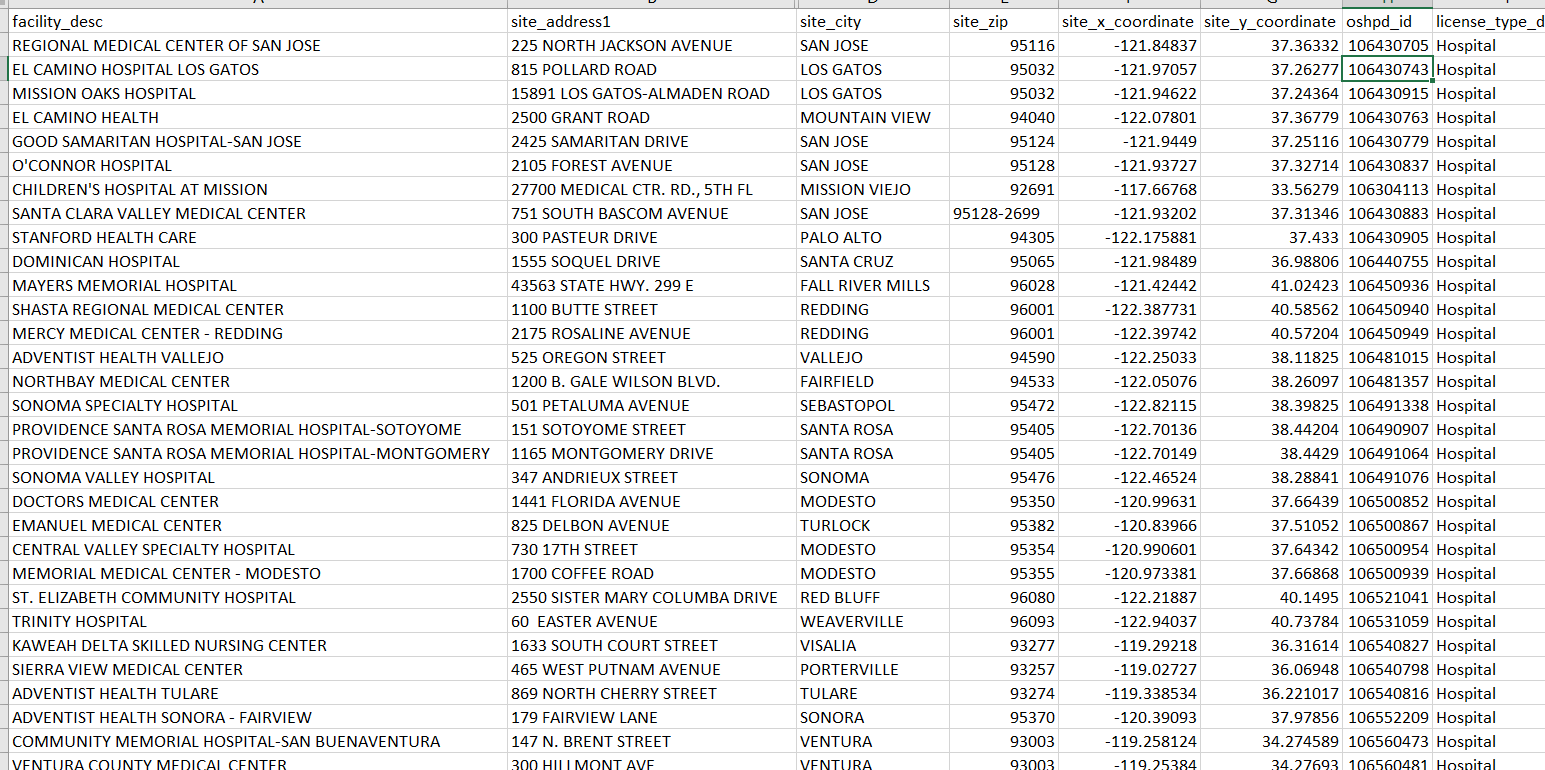 facility_desc site_address1 site_city site_zip site_x_coordinate site_y_coordinate oshpd_id license_type_d
REGIONAL MEDICAL CENTER OF SAN JOSE 225 NORTH JACKSON AVENUE SAN JOSE 95116 -121.84837 37.36332 106430705 Hospital
EL CAMINO HOSPITAL LOS GATOS 815 POLLARD ROAD LOS GATOS 95032 -121.97057 37.26277 106430743 Hospital
MISSION OAKS HOSPITAL 15891 LOS GATOS-ALMADEN ROAD LOS GATOS 95032 -121.94622 37.24364 106430915 Hospital
EL CAMINO HEALTH 2500 GRANT ROAD MOUNTAIN VIEW 94040 -122.07801 37.36779 106430763 Hospital
GOOD SAMARITAN HOSPITAL-SAN JOSE 2425 SAMARITAN DRIVE SAN JOSE 95124 -121.9449 37.25116 106430779 Hospital
O'CONNOR HOSPITAL 2105 FOREST AVENUE SAN JOSE 95128 -121.93727 37.32714 106430837 Hospital
CHILDREN'S HOSPITAL AT MISSION 27700 MEDICAL CTR. RD., 5TH FL MISSION VIEJO 92691 -117.66768 33.56279 106304113 Hospital
SANTA CLARA VALLEY MEDICAL CENTER 751 SOUTH BASCOM AVENUE SAN JOSE 95128-2699 -121.93202 37.31346 106430883 Hospital
STANFORD HEALTH CARE 300 PASTEUR DRIVE PALO ALTO 94305 -122.175881 37.433 106430905 Hospital
DOMINICAN HOSPITAL 1555 SOQUEL DRIVE SANTA CRUZ 95065 -121.98489 36.98806 106440755 Hospital
MAYERS MEMORIAL HOSPITAL 43563 STATE HWY. 299 E FALL RIVER MILLS 96028 -121.42442 41.02423 106450936 Hospital
SHASTA REGIONAL MEDICAL CENTER 1100 BUTTE STREET REDDING 96001 -122.387731 40.58562 106450940 Hospital
MERCY MEDICAL CENTER - REDDING 2175 ROSALINE AVENUE REDDING 96001 -122.39742 40.57204 106450949 Hospital
ADVENTIST HEALTH VALLEJO 525 OREGON STREET VALLEJO 94590 -122.25033 38.11825 106481015 Hospital
NORTHBAY MEDICAL CENTER 1200 B. GALE WILSON BLVD. FAIRFIELD 94533 -122.05076 38.26097 106481357 Hospital
SONOMA SPECIALTY HOSPITAL 501 PETALUMA AVENUE SEBASTOPOL 95472 -122.82115 38.39825 106491338 Hospital
PROVIDENCE SANTA ROSA MEMORIAL HOSPITAL-SOTOYOME 151 SOTOYOME STREET SANTA ROSA 95405 -122.70136 38.44204 106490907 Hospital
PROVIDENCE SANTA ROSA MEMORIAL HOSPITAL-MONTGOMERY 1165 MONTGOMERY DRIVE SANTA ROSA 95405 -122.70149 38.4429 106491064 Hospital
SONOMA VALLEY HOSPITAL 347 ANDRIEUX STREET SONOMA 95476 -122.46524 38.28841 106491076 Hospital
DOCTORS MEDICAL CENTER 1441 FLORIDA AVENUE MODESTO 95350 -120.99631 37.66439 106500852 Hospital
EMANUEL MEDICAL CENTER 825 DELBON AVENUE TURLOCK 95382 -120.83966 37.51052 106500867 Hospital
CENTRAL VALLEY SPECIALTY HOSPITAL 730 17TH STREET MODESTO 95354 -120.990601 37.64342 106500954 Hospital
MEMORIAL MEDICAL CENTER - MODESTO 1700 COFFEE ROAD MODESTO 95355 -120.973381 37.66868 106500939 Hospital
ST. ELIZABETH COMMUNITY HOSPITAL 2550 SISTER MARY COLUMBA DRIVE RED BLUFF 96080 -122.21887 40.1495 106521041 Hospital
TRINITY HOSPITAL 60 EASTER AVENUE WEAVERVILLE 96093 -122.94037 40.73784 106531059 Hospital
KAWEAH DELTA SKILLED NURSING CENTER 1633 SOUTH COURT STREET VISALIA 93277 -119.29218 36.31614 106540827 Hospital
SIERRA VIEW MEDICAL CENTER 465 WEST PUTNAM AVENUE PORTERVILLE 93257 -119.02727 36.06948 106540798 Hospital
ADVENTIST HEALTH TULARE 869 NORTH CHERRY STREET TULARE 93274 -119.338534 36.221017 106540816 Hospital
ADVENTIST HEALTH SONORA - FAIRVIEW 179 FAIRVIEW LANE SONORA 95370 -120.39093 37.97856 106552209 Hospital
COMMUNITY MEMORIAL HOSPITAL-SAN BUENAVENTURA 147 N. BRENT STREET VENTURA 93003 -119.258124 34.274589 106560473 Hospital
VENTURA COUNTY MEDICAL CENTER 300 HILLMONT AVE VENTURA 93003 -119.25384 34.27693 106560481 Hospital